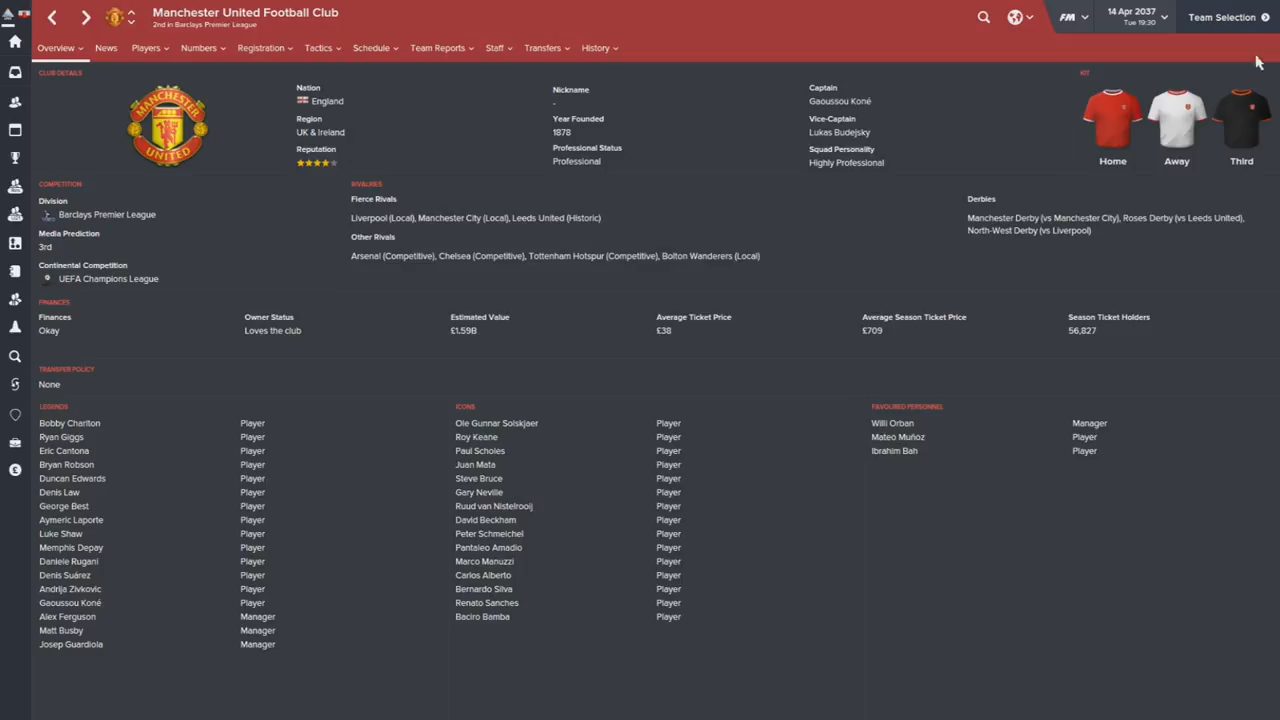 Manchester United Football Club
2nd in Barclays Premier League
FM
14 Apr 2037
Tue 19:30
Team Selection
Overview
News
Players
Numbers
Registration
Tactics
Schedule
Team Reports
Staff
Transfers
History
CLUB DETAILS
MANCHESTER
UNITED
Nation
England
Region
UK & Ireland
Reputation
Nickname
-
Year Founded
1878
Professional Status
Professional
Captain
Gaoussou Koné
Vice-Captain
Lukas Budejsky
Squad Personality
Highly Professional
KIT
Home
Away
Third
COMPETITION
Division
Barclays Premier League
Media Prediction
3rd
Continental Competition
UEFA Champions League
RIVALRIES
Fierce Rivals
Liverpool (Local), Manchester City (Local), Leeds United (Historic)
Other Rivals
Arsenal (Competitive), Chelsea (Competitive), Tottenham Hotspur (Competitive), Bolton Wanderers (Local)
Derbies
Manchester Derby (vs Manchester City), Roses Derby (vs Leeds United),
North-West Derby (vs Liverpool)
FINANCES
Finances
Okay
Owner Status
Loves the club
Estimated Value
£1.59B
Average Ticket Price
£38
Average Season Ticket Price
£709
Season Ticket Holders
56,827
TRANSFER POLICY
None
LEGENDS
Bobby Charlton Player
Ryan Giggs Player
Eric Cantona Player
Bryan Robson Player
Duncan Edwards Player
Denis Law Player
George Best Player
Aymeric Laporte Player
Luke Shaw Player
Memphis Depay Player
Daniele Rugani Player
Denis Suárez Player
Andrija Zivkovic Player
Gaoussou Koné Player
Alex Ferguson Manager
Matt Busby Manager
Josep Guardiola Manager
ICONS
Ole Gunnar Solskjaer Player
Roy Keane Player
Paul Scholes Player
Juan Mata Player
Steve Bruce Player
Gary Neville Player
Ruud van Nistelrooij Player
David Beckham Player
Peter Schmeichel Player
Pantaleo Amadio Player
Marco Manuzzi Player
Carlos Alberto Player
Bernardo Silva Player
Renato Sanches Player
Baciro Bamba Player
FAVOURED PERSONNEL
Willi Orban Manager
Mateo Muñoz Player
Ibrahim Bah Player